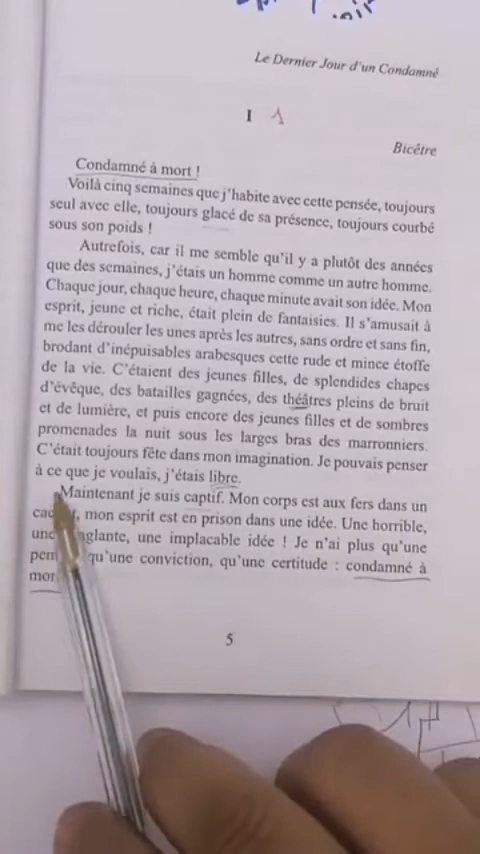 Le Dernier Jour d'un Condamné
I 1
Bicêtre
Condamné à mort !
Voilà cinq semaines que j'habite avec cette pensée, toujours
seul avec elle, toujours glacé de sa présence, toujours courbé
sous son poids !
Autrefois, car il me semble qu'il y a plutôt des années
que des semaines, j'étais un homme comme un autre homme.
Chaque jour, chaque heure, chaque minute avait son idée. Mon
esprit, jeune et riche, était plein de fantaisies. Il s'amusait à
me les dérouler les unes après les autres, sans ordre et sans fin,
brodant d'inépuisables arabesques cette rude et mince étoffe
de la vie. C'étaient des jeunes filles, de splendides chapes
d'évêque, des batailles gagnées, des théâtres pleins de bruit
et de lumière, et puis encore des jeunes filles et de sombres
promenades la nuit sous les larges bras des marronniers.
C'était toujours fête dans mon imagination. Je pouvais penser
à ce que je voulais, j'étais libre.
Maintenant je suis captif. Mon corps est aux fers dans un
mon esprit est en prison dans une idée. Une horrible,
une implacable idée ! Je n'ai plus qu'une
qu'une conviction, qu'une certitude : condamné à
5